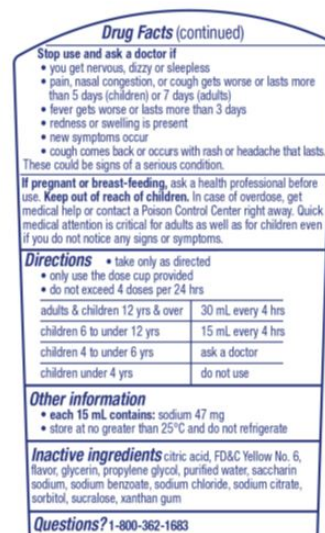 Drug Facts (continued)
Stop use and ask a doctor if
• you get nervous, dizzy or sleepless
• pain, nasal congestion, or cough gets worse or lasts more
than 5 days (children) or 7 days (adults)
• fever gets worse or lasts more than 3 days
• redness or swelling is present
• new symptoms occur
• cough comes back or occurs with rash or headache that lasts.
These could be signs of a serious condition.
If pregnant or breast-feeding, ask a health professional before
use. Keep out of reach of children. In case of overdose, get
medical help or contact a Poison Control Center right away. Quick
medical attention is critical for adults as well as for children even
if you do not notice any signs or symptoms.
Directions • take only as directed
• only use the dose cup provided
• do not exceed 4 doses per 24 hrs
adults & children 12 yrs & over 30 mL every 4 hrs
children 6 to under 12 yrs 15 mL every 4 hrs
children 4 to under 6 yrs ask a doctor
children under 4 yrs do not use
Other information
• each 15 mL contains: sodium 47 mg
• store at no greater than 25°C and do not refrigerate
Inactive ingredients citric acid, FD&C Yellow No. 6,
flavor, glycerin, propylene glycol, purified water, saccharin
sodium, sodium benzoate, sodium chloride, sodium citrate,
sorbitol, sucralose, xanthan gum
Questions? 1-800-362-1683